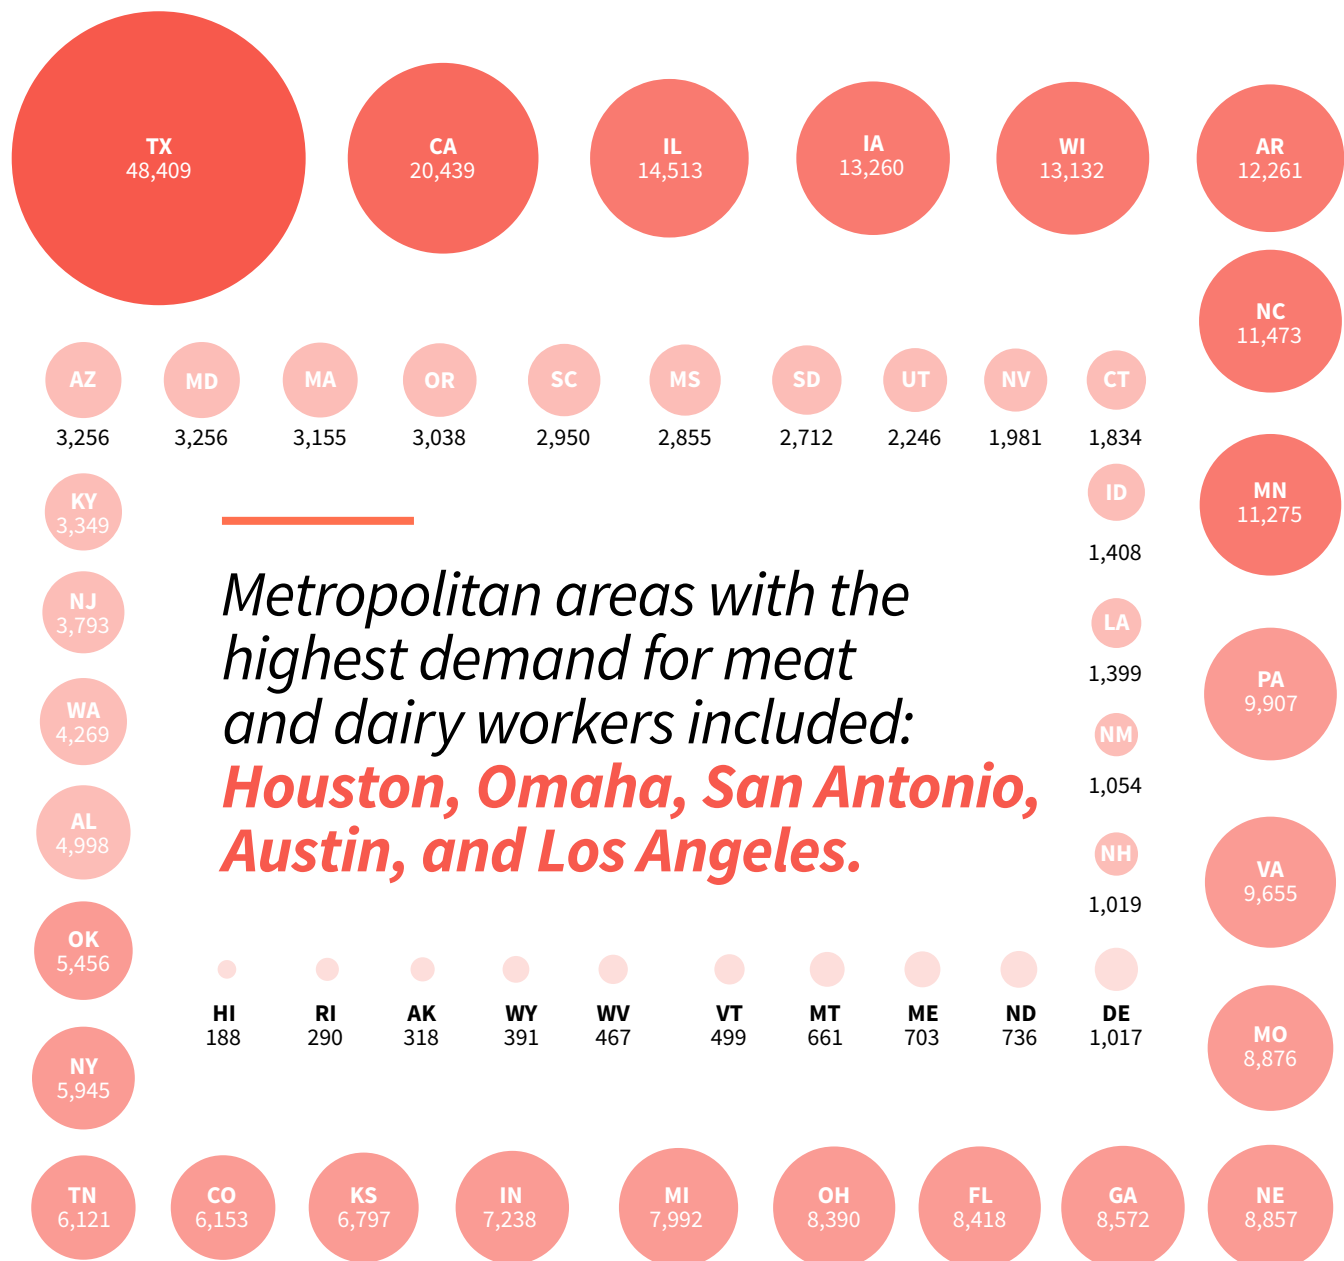 TX
48,409
CA
20,439
IL
14,513
IA
13,260
WI
13,132
AR
12,261
NC
11,473
MN
11,275
PA
9,907
VA
9,655
MO
8,876
NE
8,857
GA
8,572
FL
8,418
OH
8,390
MI
7,992
IN
7,238
KS
6,797
CO
6,153
TN
6,121
NY
5,945
OK
5,456
AL
4,998
WA
4,269
NJ
3,793
KY
3,349
AZ
3,256
MD
3,256
MA
3,155
OR
3,038
SC
2,950
MS
2,855
SD
2,712
UT
2,246
NV
1,981
CT
1,834
ID
1,408
LA
1,399
NM
1,054
NH
1,019
DE
1,017
ND
736
ME
703
MT
661
VT
499
WV
467
WY
391
AK
318
RI
290
HI
188
Metropolitan areas with the
highest demand for meat
and dairy workers included:
Houston, Omaha, San Antonio,
Austin, and Los Angeles.